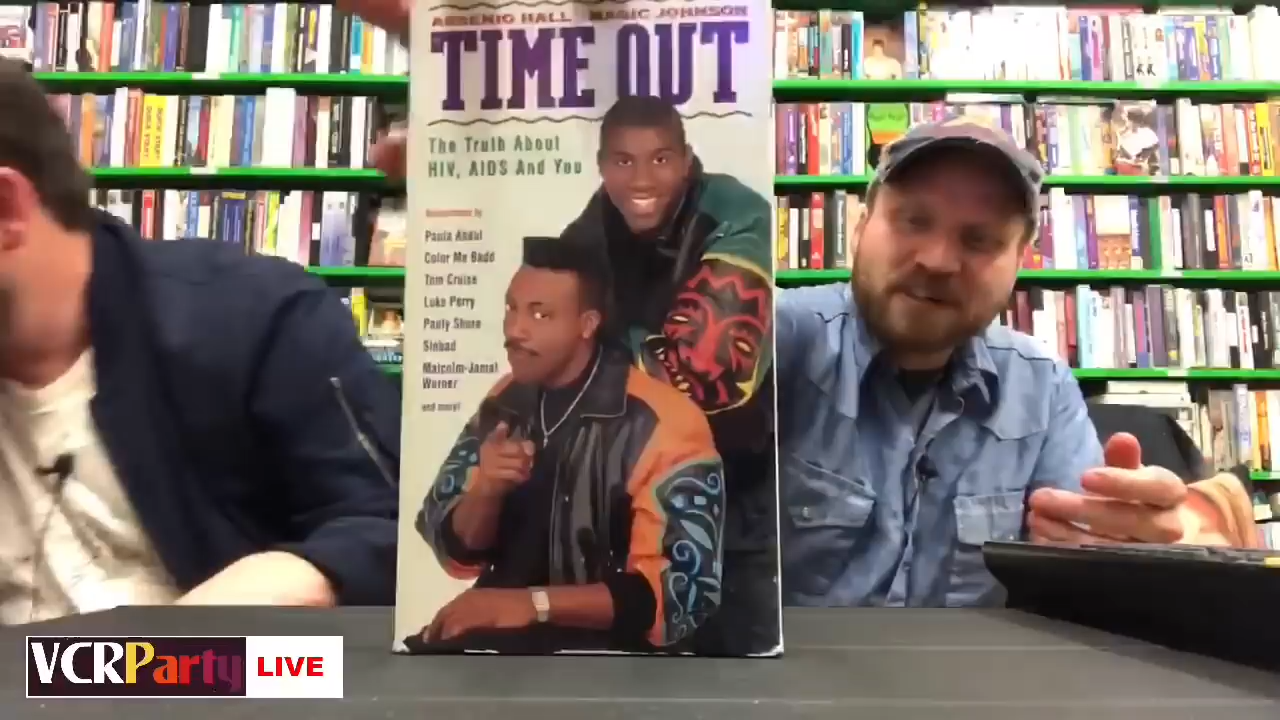 ARSENIO HALL MAGIC JOHNSON
TIME OUT
The Truth About
HIV, AIDS And You
Paula Abdul
Color Me Badd
Tom Cruise
Luke Perry
Pauly Shore
Sinbad
Malcolm-Jamal
Warner
and more!
VCRParty LIVE